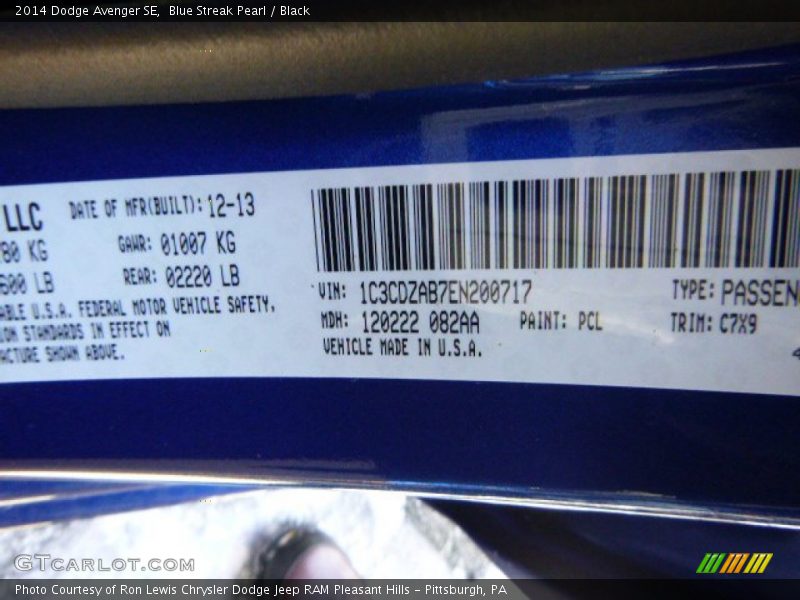 2014 Dodge Avenger SE,  Blue Streak Pearl / Black
LLC
DATE OF MFR(BUILT): 12-13
80 KG
GAWR: 01007 KG
600 LB
REAR: 02220 LB
ABLE U.S.A. FEDERAL MOTOR VEHICLE SAFETY,
ION STANDARDS IN EFFECT ON
ACTURE SHOWN ABOVE.
VIN: 1C3CDZAB7EN200717
TYPE: PASSEN
MDH: 120222 082AA
PAINT: PCL
TRIM: C7X9
VEHICLE MADE IN U.S.A.
GTCARLOT.COM
Photo Courtesy of Ron Lewis Chrysler Dodge Jeep RAM Pleasant Hills - Pittsburgh, PA